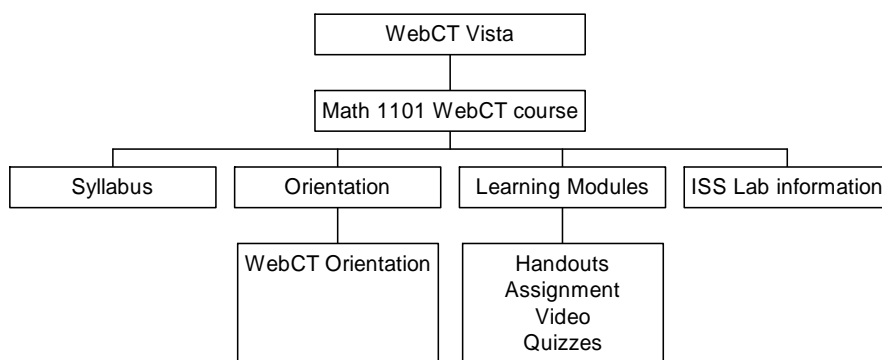 WebCT Vista
Math 1101 WebCT course
Syllabus
Orientation
Learning Modules
ISS Lab information
WebCT Orientation
Handouts
Assignment
Video
Quizzes